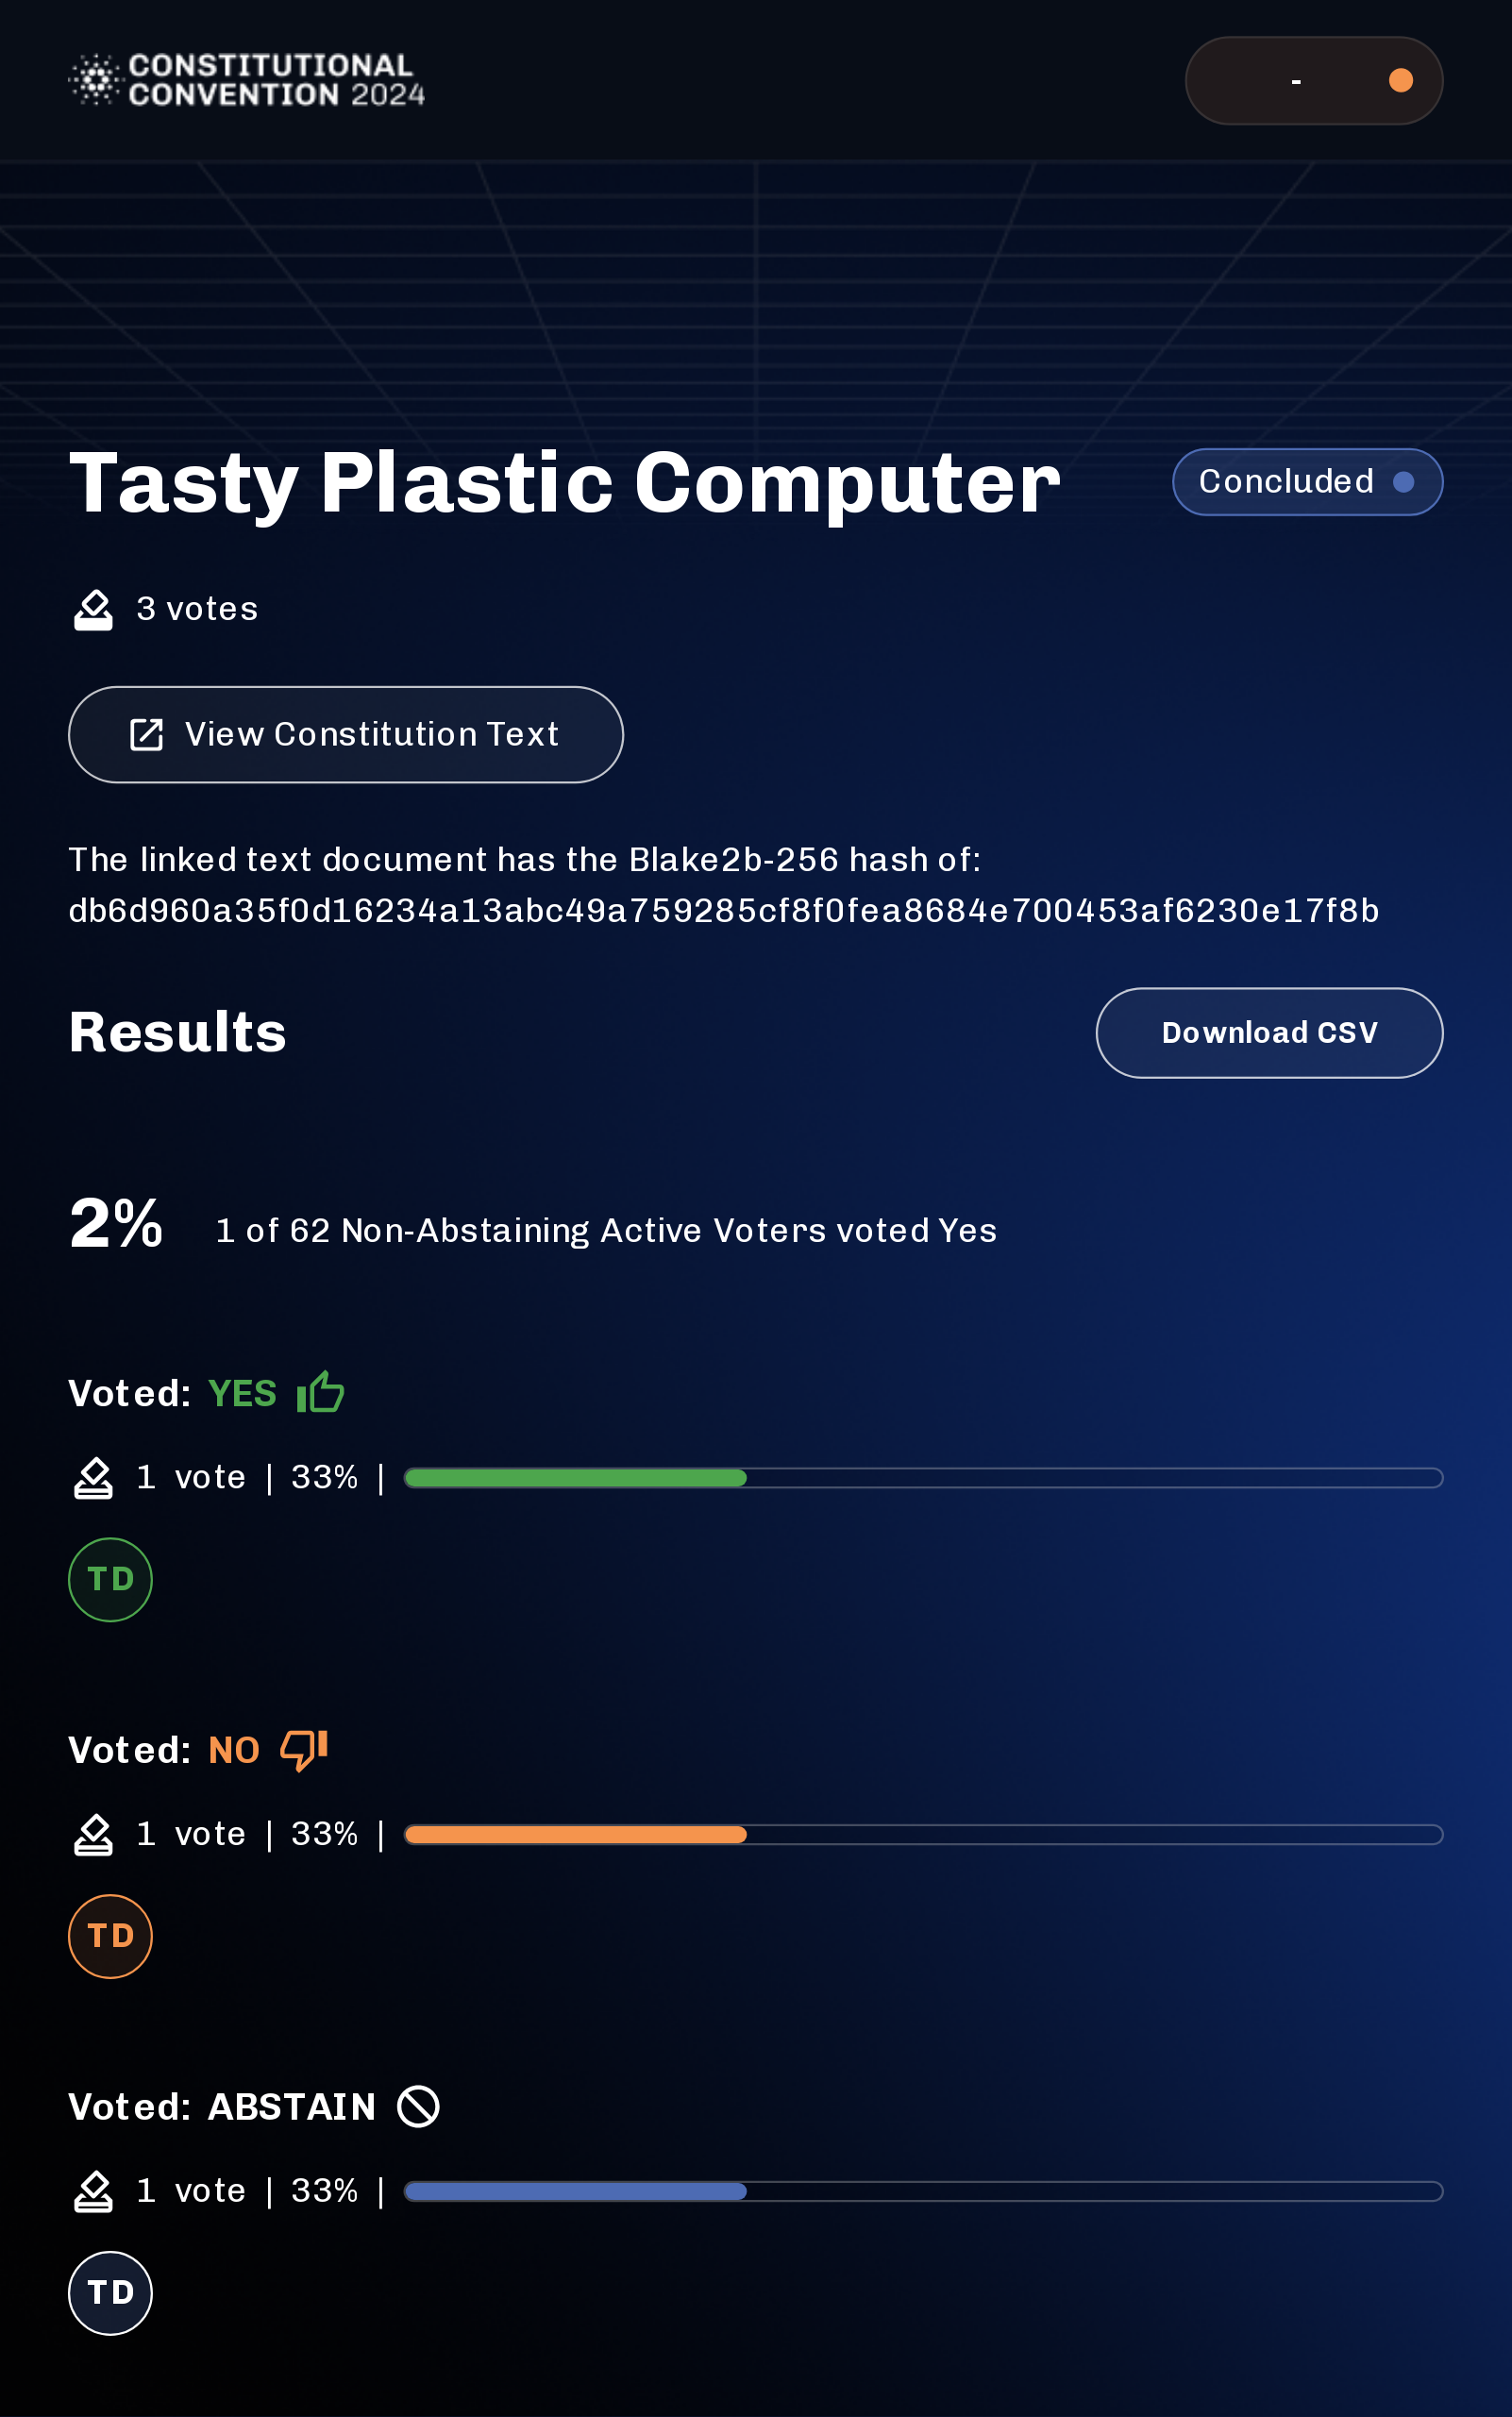 CONSTITUTIONAL
CONVENTION 2024
-
Tasty Plastic Computer
Concluded
3 votes
View Constitution Text
The linked text document has the Blake2b-256 hash of:
db6d960a35f0d16234a13abc49a759285cf8f0fea8684e700453af6230e17f8b
Results
Download CSV
2%
1 of 62 Non-Abstaining Active Voters voted Yes
Voted: YES
1 vote | 33% |
TD
Voted: NO
1 vote | 33% |
TD
Voted: ABSTAIN
1 vote | 33% |
TD